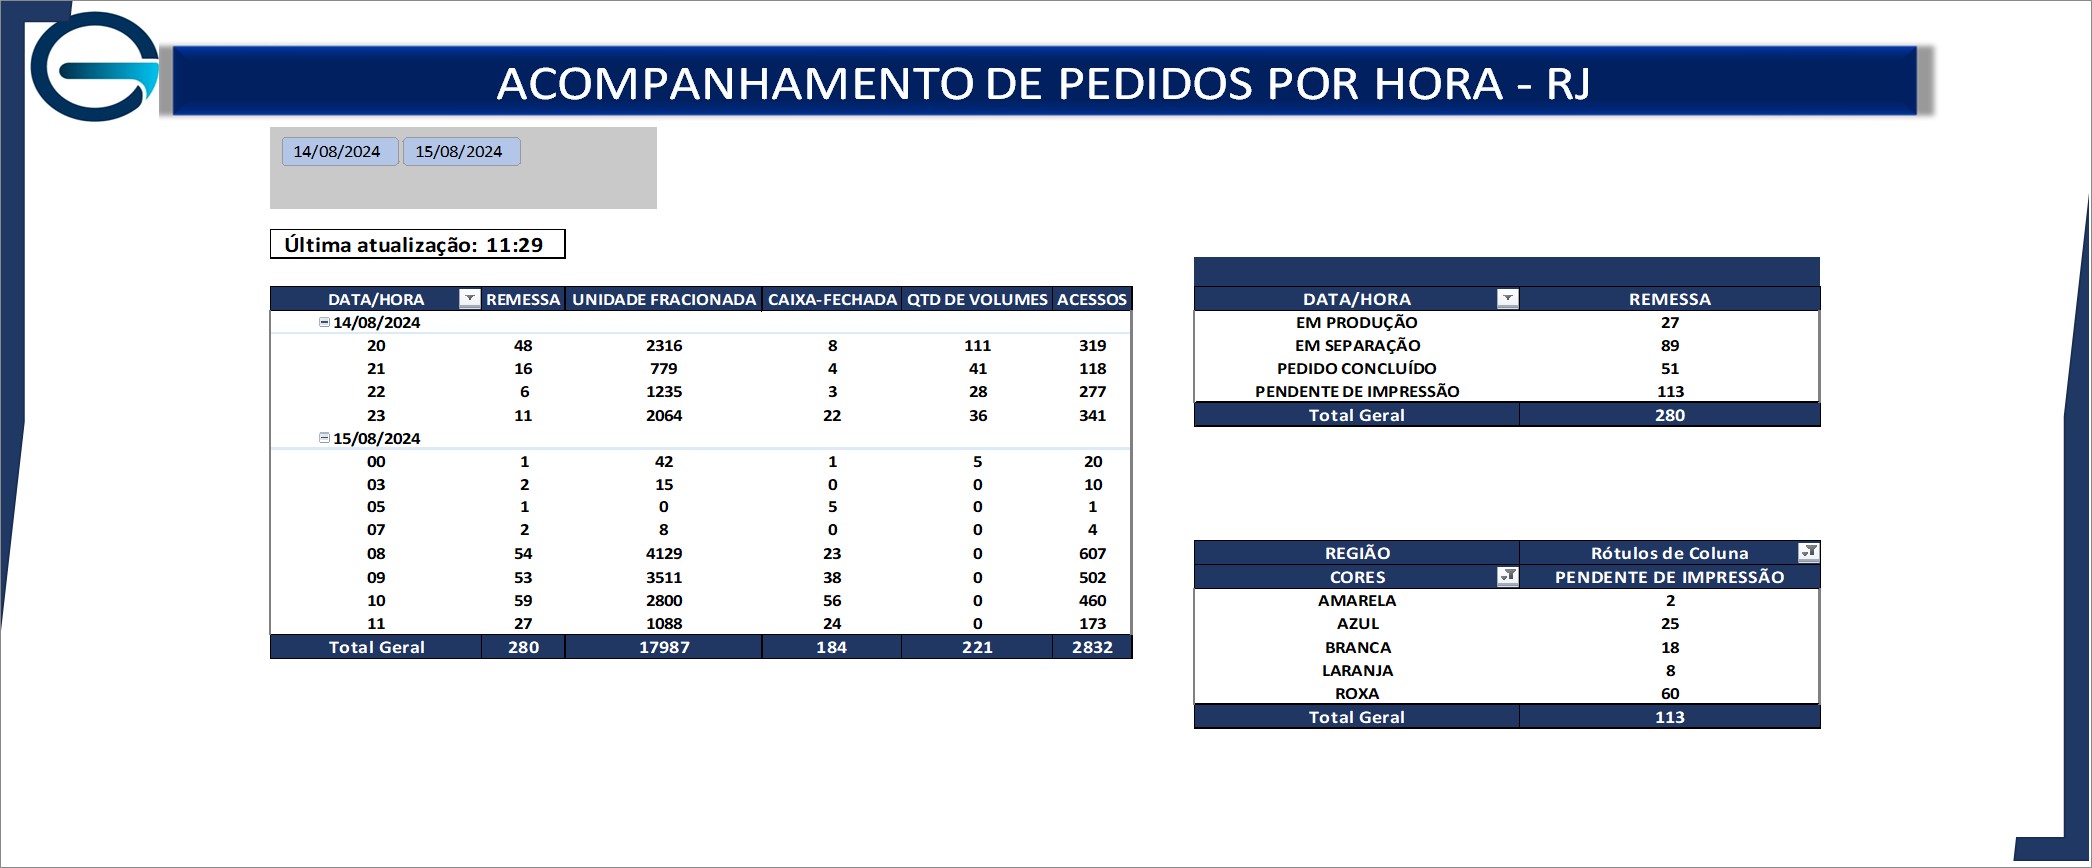 ACOMPANHAMENTO DE PEDIDOS POR HORA - RJ
14/08/2024 15/08/2024
Última atualização: 11:29
DATA/HORA REMESSA UNIDADE FRACIONADA CAIXA-FECHADA QTD DE VOLUMES ACESSOS
14/08/2024
20 48 2316 8 111 319
21 16 779 4 41 118
22 6 1235 3 28 277
23 11 2064 22 36 341
15/08/2024
00 1 42 1 5 20
03 2 15 0 0 10
05 1 0 5 0 1
07 2 8 0 0 4
08 54 4129 23 0 607
09 53 3511 38 0 502
10 59 2800 56 0 460
11 27 1088 24 0 173
Total Geral 280 17987 184 221 2832
DATA/HORA REMESSA
EM PRODUÇÃO 27
EM SEPARAÇÃO 89
PEDIDO CONCLUÍDO 51
PENDENTE DE IMPRESSÃO 113
Total Geral 280
REGIÃO Rótulos de Coluna
CORES PENDENTE DE IMPRESSÃO
AMARELA 2
AZUL 25
BRANCA 18
LARANJA 8
ROXA 60
Total Geral 113